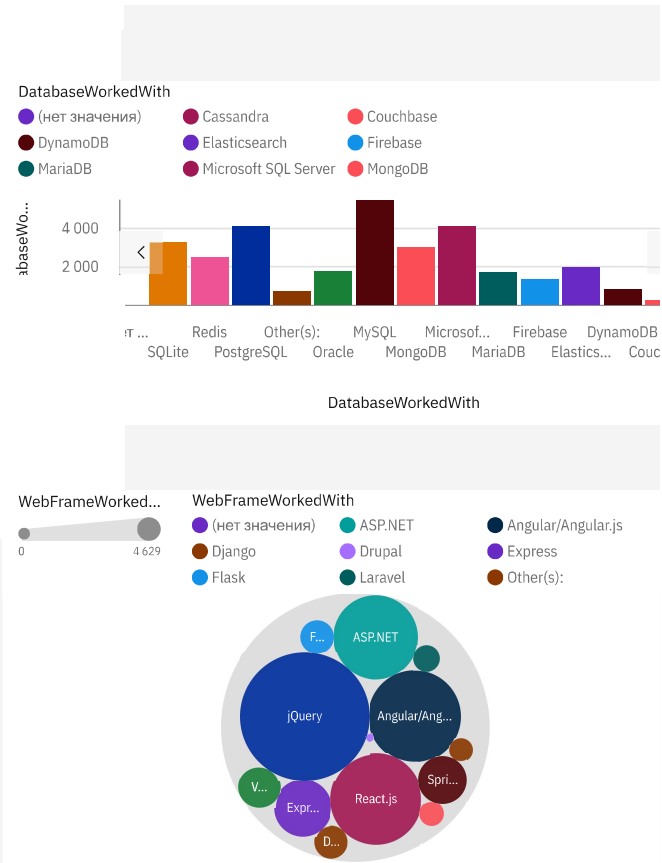 DatabaseWorkedWith
(нет значения) Cassandra Couchbase
DynamoDB Elasticsearch Firebase
MariaDB Microsoft SQL Server MongoDB
abaseWo...
4 000
2 000
ет ... Redis Other(s): MySQL Microsof... Firebase DynamoDB
SQLite PostgreSQL Oracle MongoDB MariaDB Elastics... Couc
DatabaseWorkedWith
WebFrameWorked...
0 4 629
WebFrameWorkedWith
(нет значения) ASP.NET Angular/Angular.js
Django Drupal Express
Flask Laravel Other(s):
F... ASP.NET
jQuery Angular/Ang...
V... Expr... React.js Spri...
D...